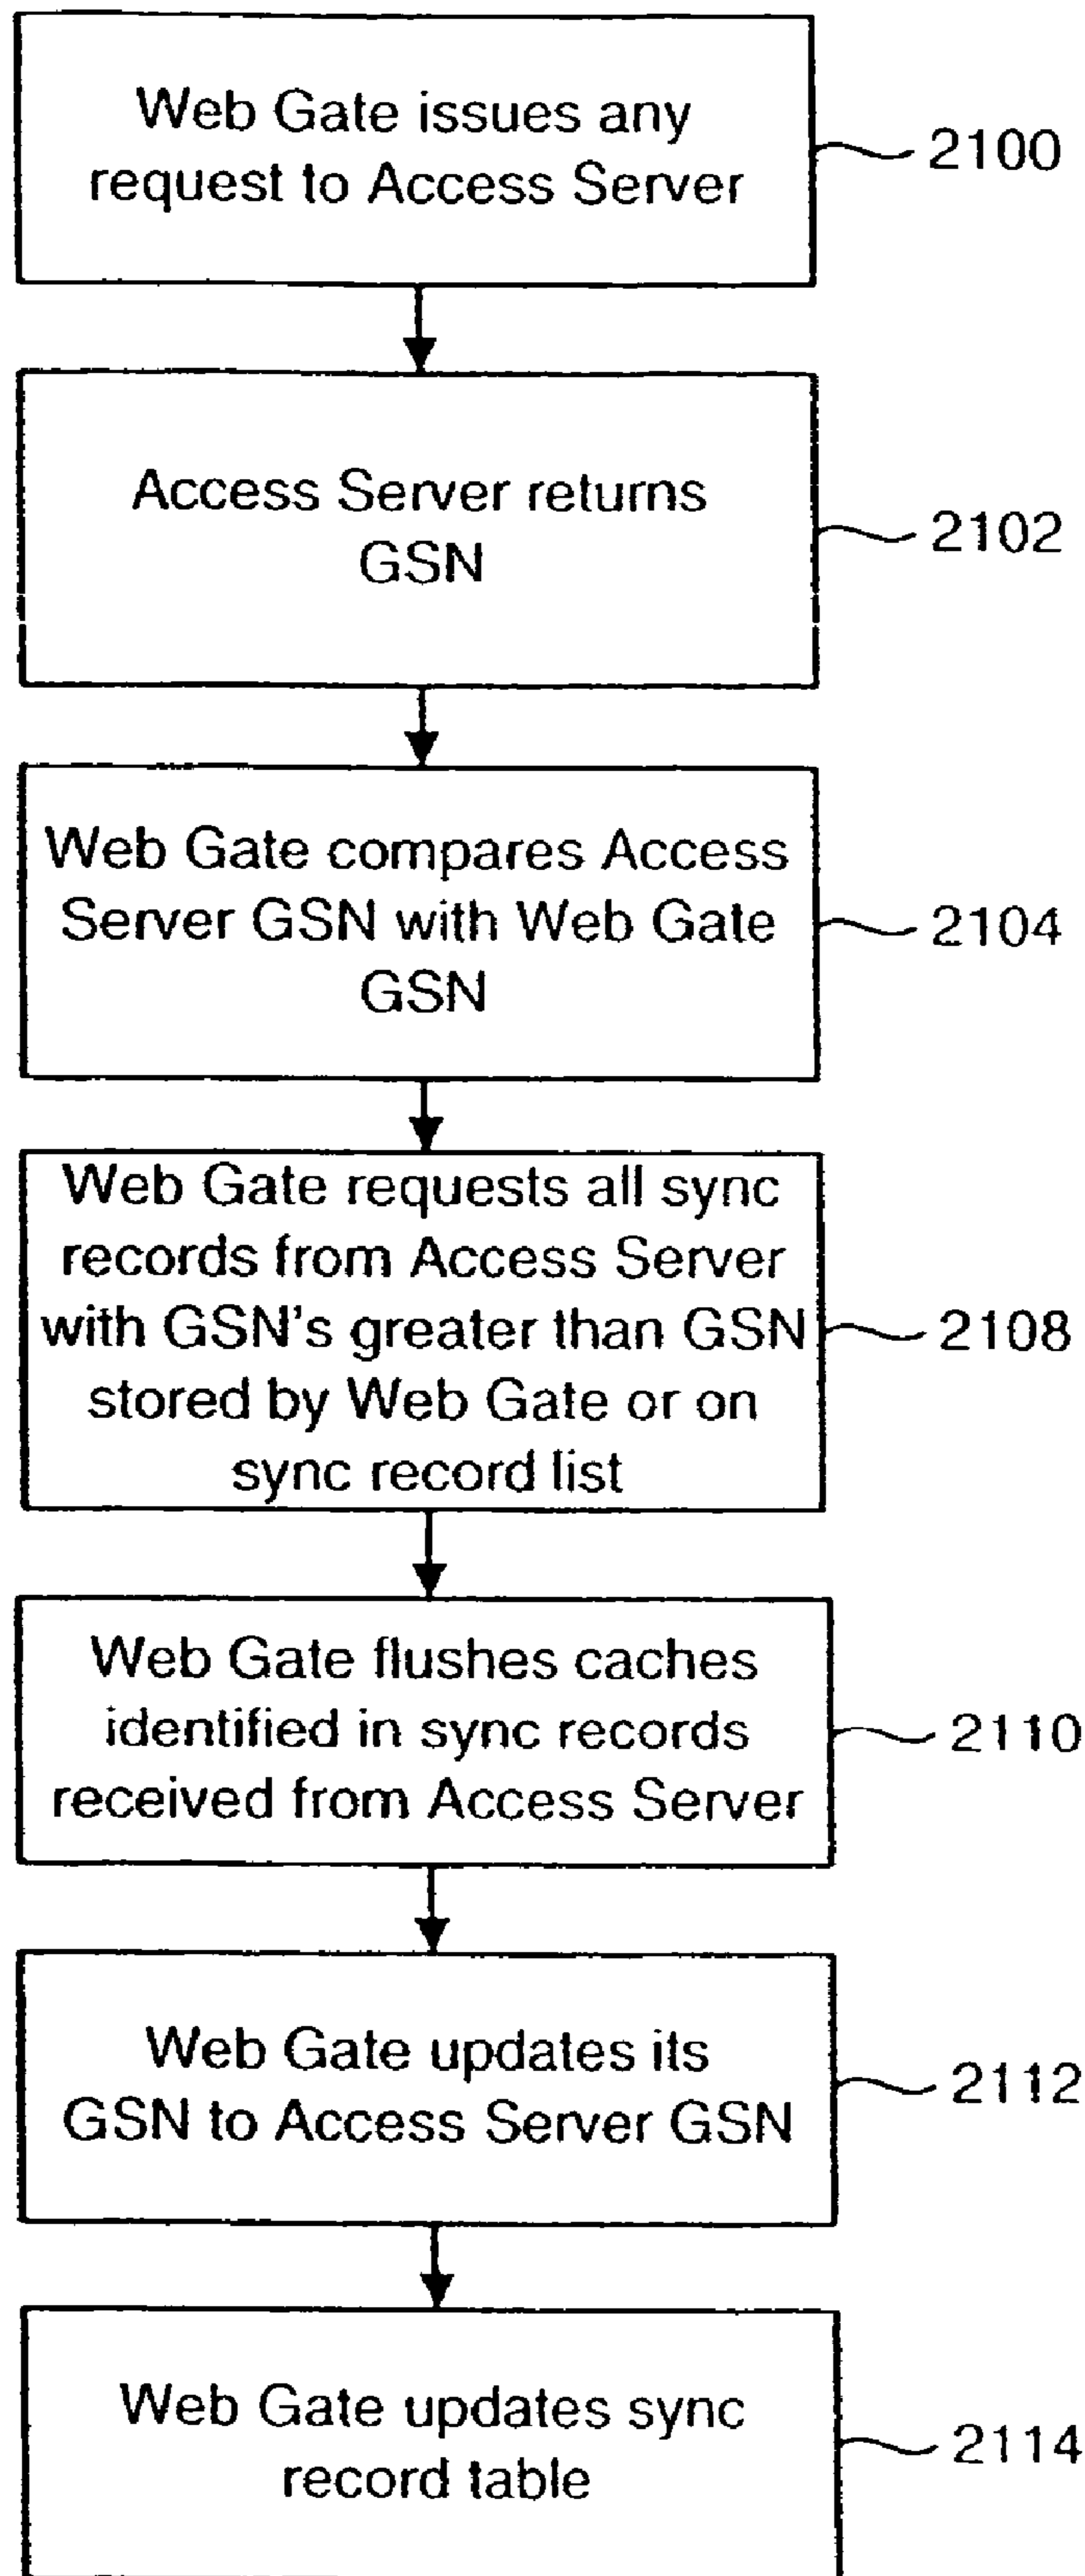 Web Gate issues any
request to Access Server
2100
Access Server returns
GSN
2102
Web Gate compares Access
Server GSN with Web Gate
GSN
2104
Web Gate requests all sync
records from Access Server
with GSN's greater than GSN
stored by Web Gate or on
sync record list
2108
Web Gate flushes caches
identified in sync records
received from Access Server
2110
Web Gate updates its
GSN to Access Server GSN
2112
Web Gate updates sync
record table
2114